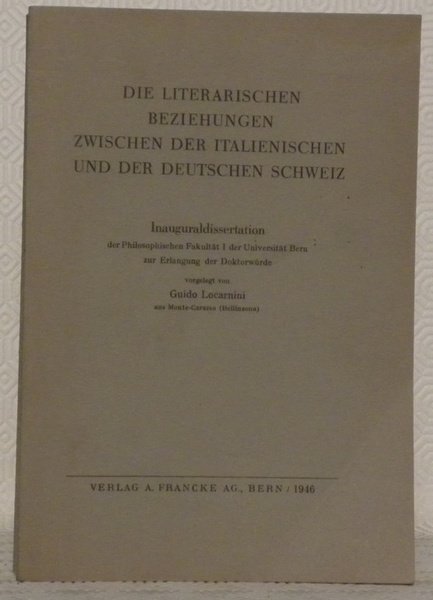 DIE LITERARISCHEN
BEZIEHUNGEN
ZWISCHEN DER ITALIENISCHEN
UND DER DEUTSCHEN SCHWEIZ
Inauguraldissertation
der Philosophischen Fakultät I der Universität Bern
zur Erlangung der Doktorwürde
vorgelegt von
Guido Locarnini
aus Monte-Carasso (Bellinzona)
VERLAG A. FRANCKE AG., BERN / 1946